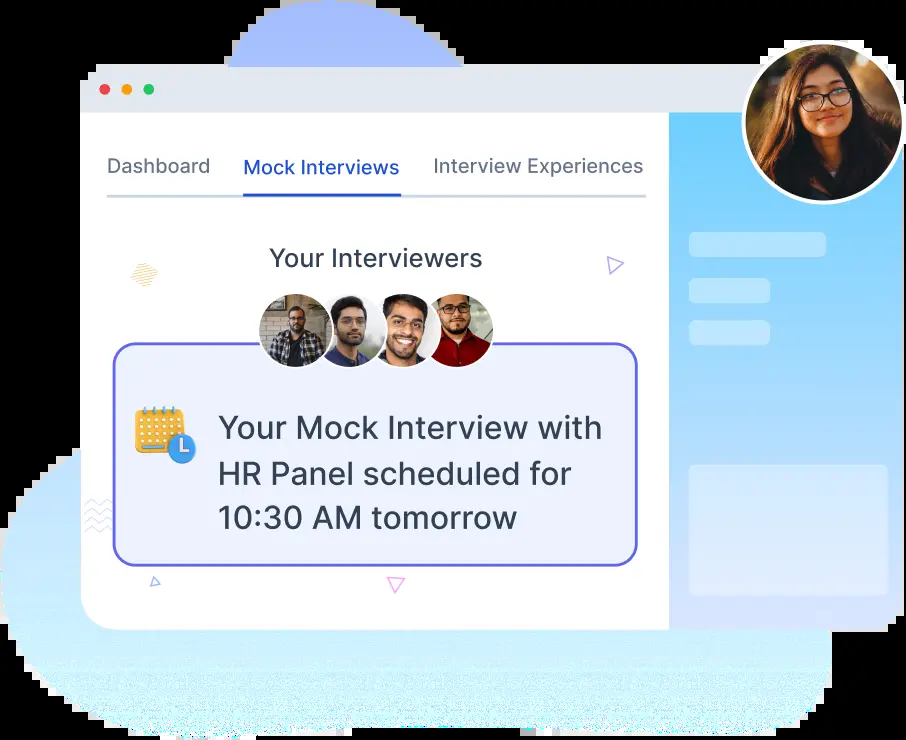 Dashboard Mock Interviews Interview Experiences
Your Interviewers
Your Mock Interview with
HR Panel scheduled for
10:30 AM tomorrow